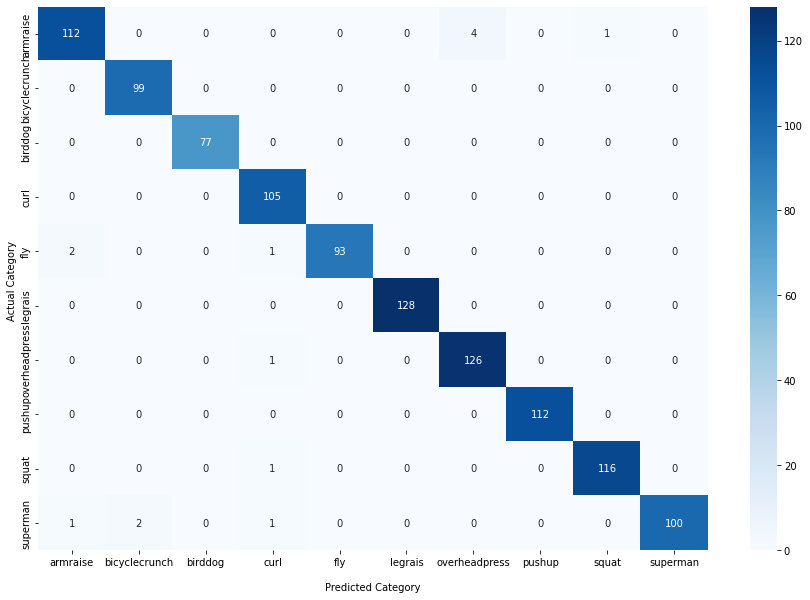 armraise 112 0 0 0 0 0 4 0 1 0
bicyclecrunch 0 99 0 0 0 0 0 0 0 0
birddog 0 0 77 0 0 0 0 0 0 0
curl 0 0 0 105 0 0 0 0 0 0
fly 2 0 0 1 93 0 0 0 0 0
legrais 0 0 0 0 0 128 0 0 0 0
overheadpress 0 0 0 1 0 0 126 0 0 0
pushup 0 0 0 0 0 0 0 112 0 0
squat 0 0 0 1 0 0 0 0 116 0
superman 1 2 0 1 0 0 0 0 0 100
armraise bicyclecrunch birddog curl fly legrais overheadpress pushup squat superman
Predicted Category
Actual Category
120
100
80
60
40
20
0